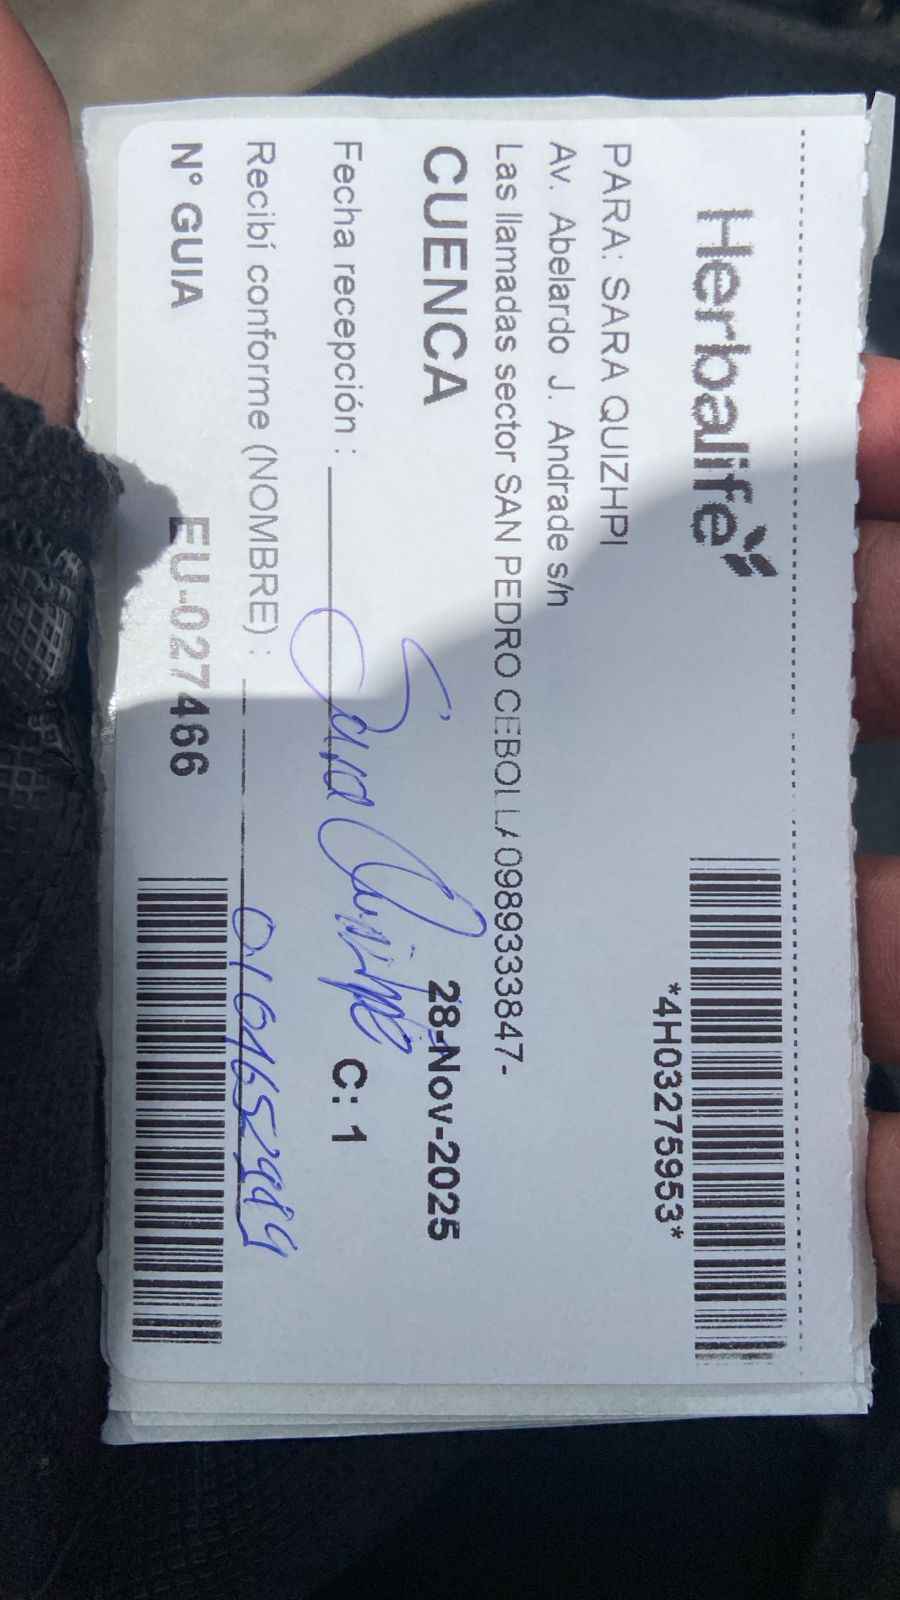 Herbalife
*4H03275953*
PARA: SARA QUIZHPI
Av. Abelardo J. Andrade s/n
Las llamadas sector SAN PEDRO CEBOLLA 0989333847-
CUENCA 28-Nov-2025
Fecha recepción : C: 1
Sara Quizhpe
Recibí conforme (NOMBRE) :
N° GUIA EU-027466